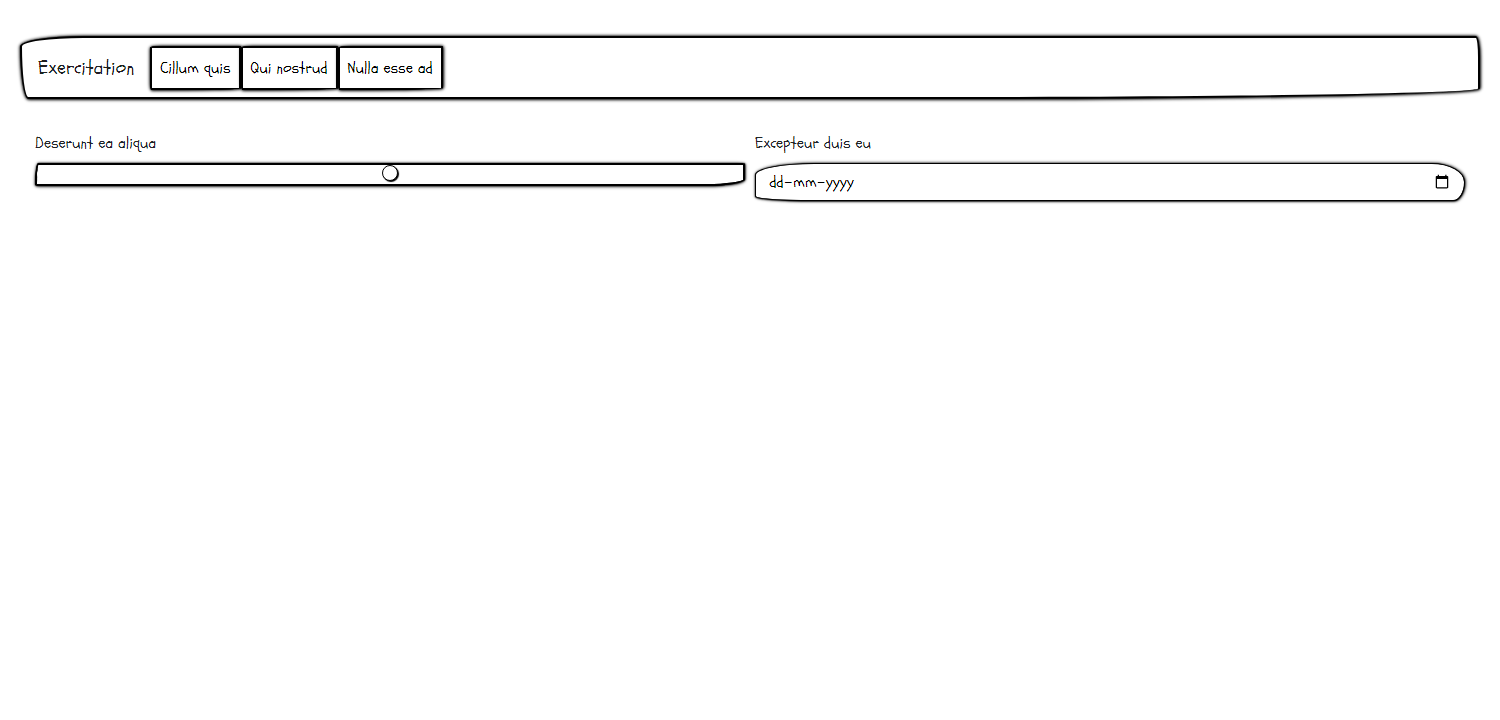 Exercitation Cillum quis Qui nostrud Nulla esse ad
Deserunt ea aliqua
Excepteur duis eu
dd-mm-yyyy